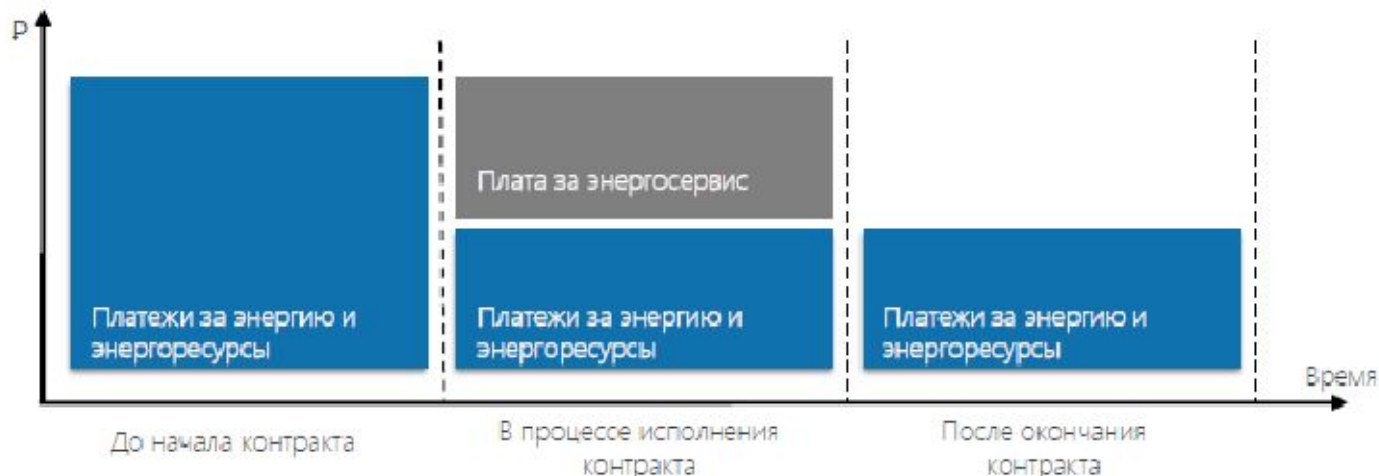 ₽
Плата за энергосервис
Платежи за энергию и
энергоресурсы
Платежи за энергию и
энергоресурсы
Платежи за энергию и
энергоресурсы
Время
До начала контракта
В процессе исполнения
контракта
После окончания
контракта